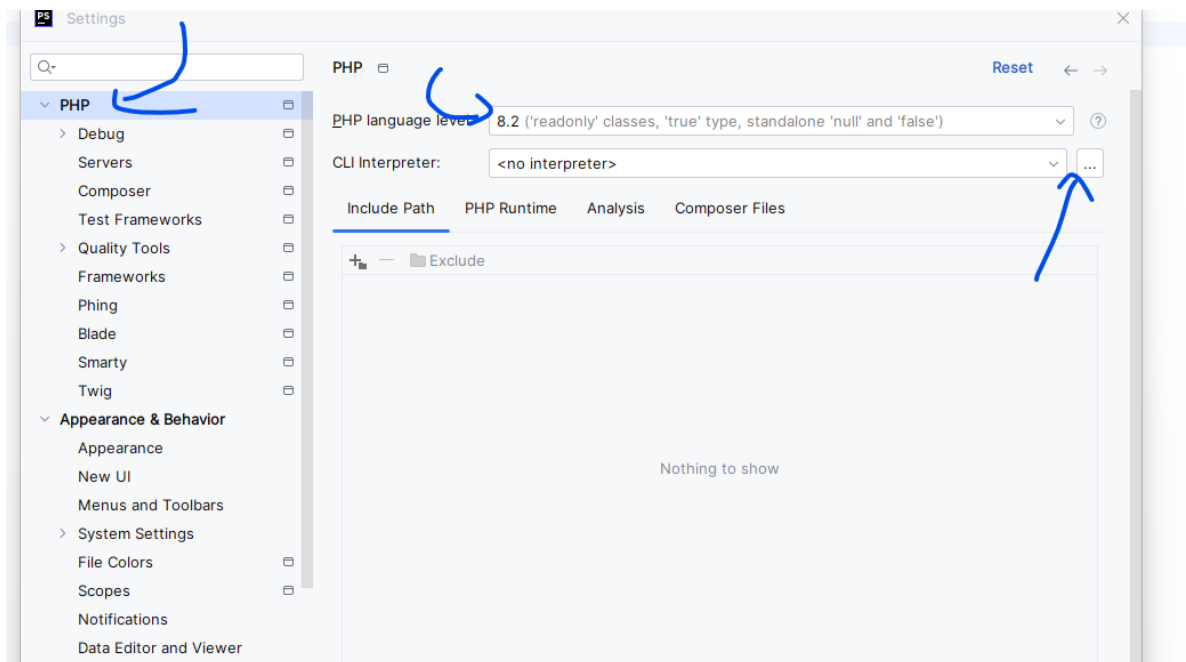 PS Settings
PHP
Debug
Servers
Composer
Test Frameworks
Quality Tools
Frameworks
Phing
Blade
Smarty
Twig
Appearance & Behavior
Appearance
New UI
Menus and Toolbars
System Settings
File Colors
Scopes
Notifications
Data Editor and Viewer
PHP
Reset
PHP language level: 8.2 ('readonly' classes, 'true' type, standalone 'null' and 'false')
CLI Interpreter: <no interpreter> ...
Include Path PHP Runtime Analysis Composer Files
Exclude
Nothing to show